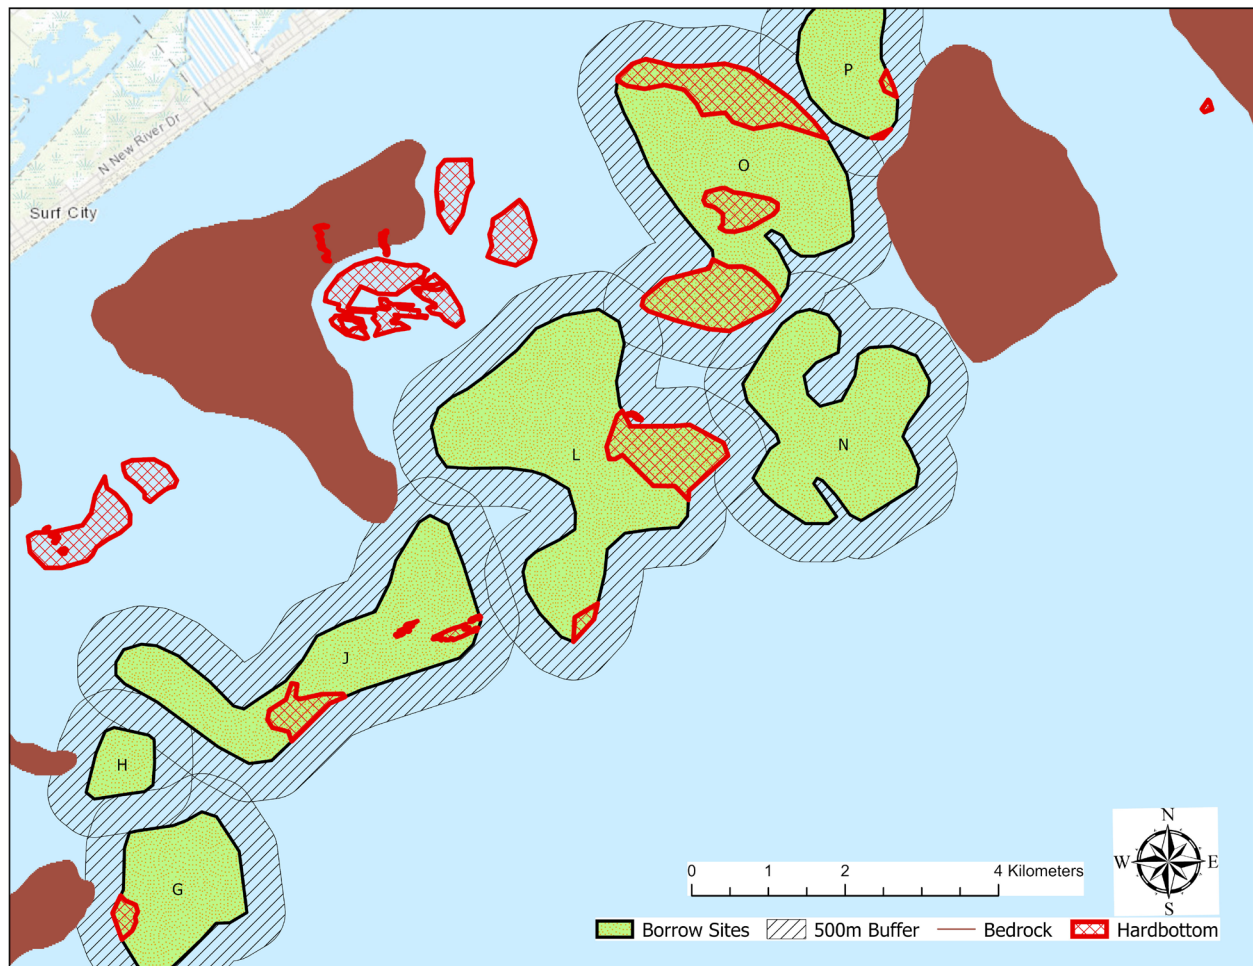 P
O
N New River Dr
Surf City
N
L
J
H
G
0 1 2 4 Kilometers
N
W E
S
Borrow Sites 500m Buffer Bedrock Hardbottom